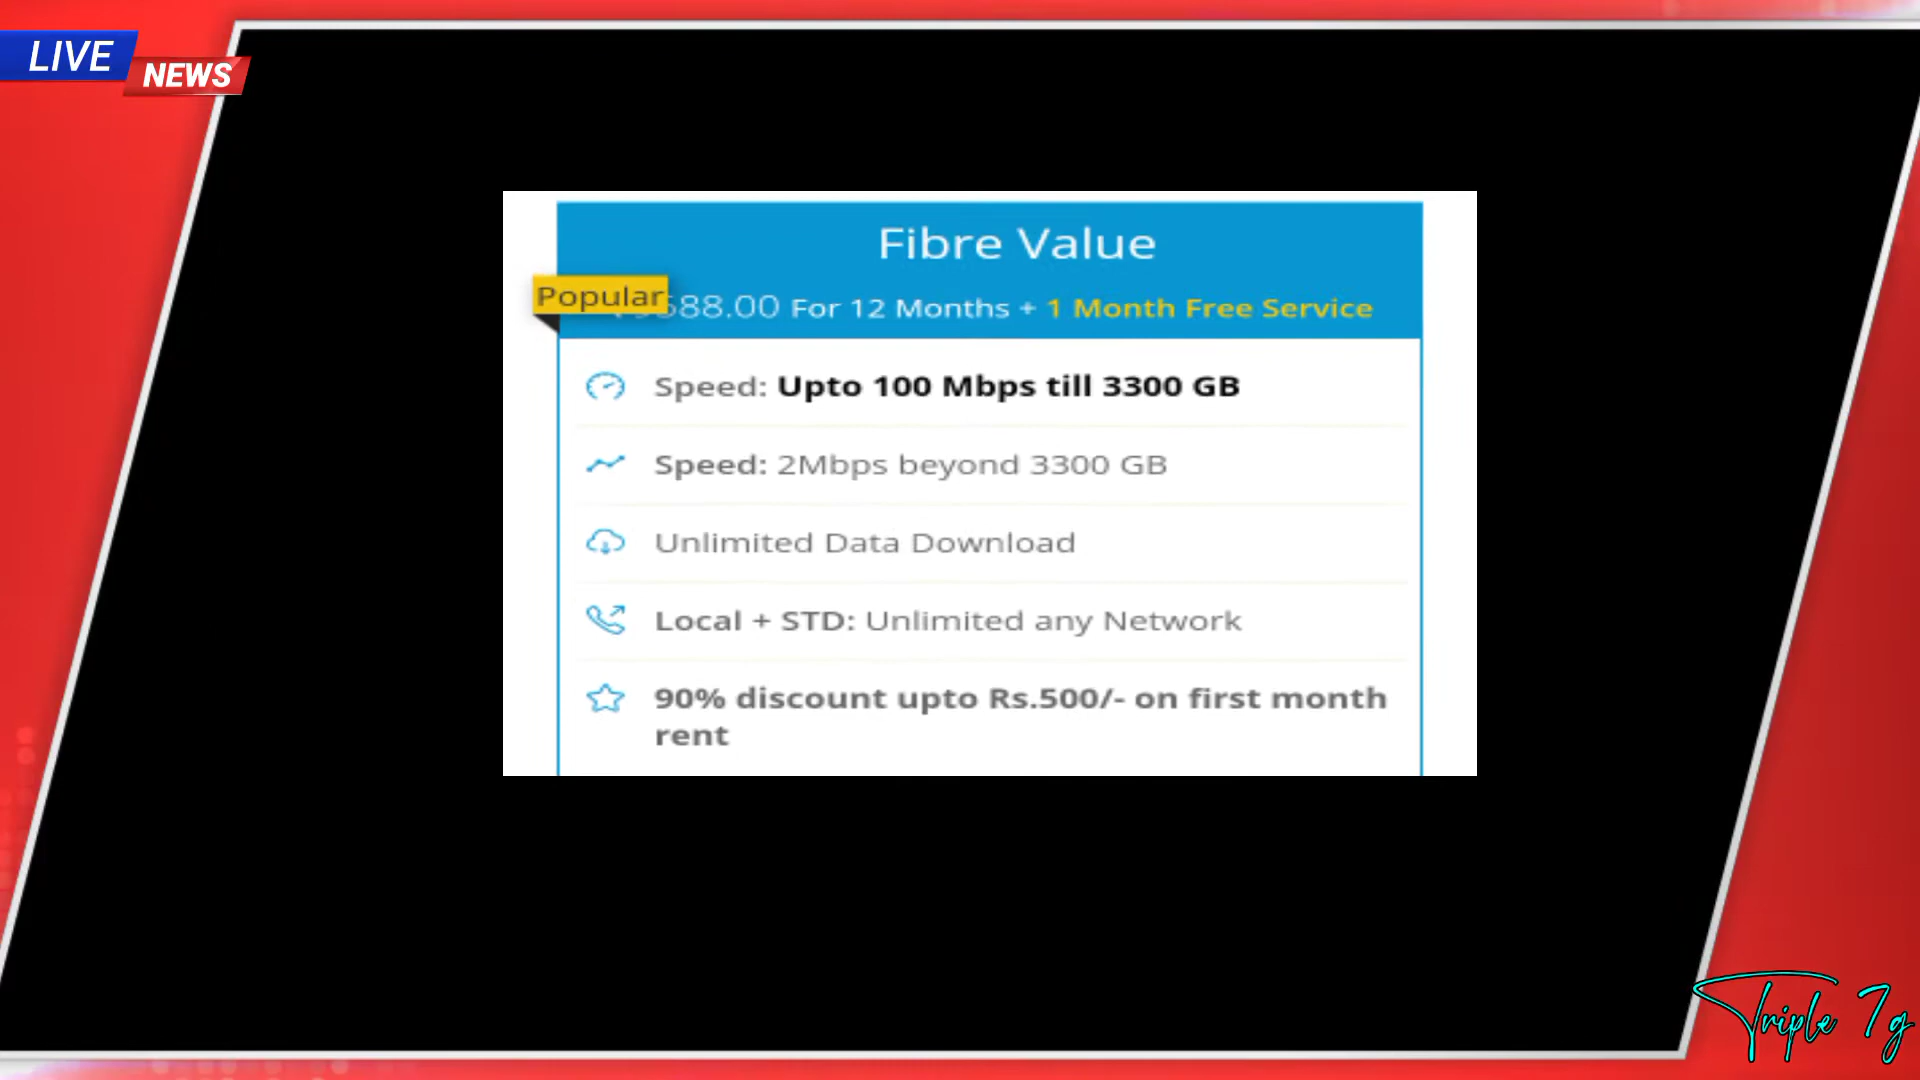 LIVE
NEWS
Fibre Value
Popular
88.00 For 12 Months + 1 Month Free Service
Speed: Upto 100 Mbps till 3300 GB
Speed: 2Mbps beyond 3300 GB
Unlimited Data Download
Local + STD: Unlimited any Network
90% discount upto Rs.500/- on first month
rent
Triple 7g